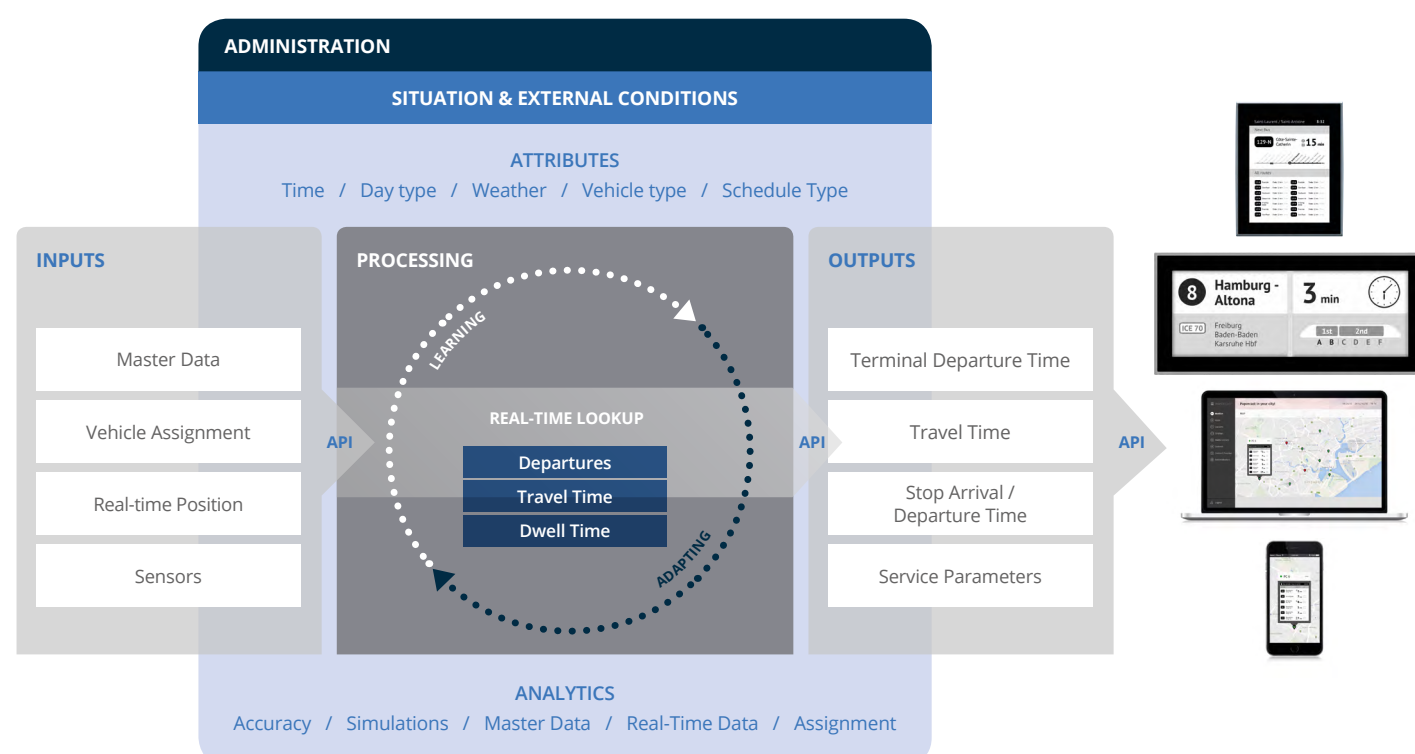 ADMINISTRATION
SITUATION & EXTERNAL CONDITIONS
ATTRIBUTES
Time / Day type / Weather / Vehicle type / Schedule Type
INPUTS
Master Data
Vehicle Assignment
Real-time Position
Sensors
API
PROCESSING
LEARNING
REAL-TIME LOOKUP
Departures
Travel Time
Dwell Time
ADAPTING
API
OUTPUTS
Terminal Departure Time
Travel Time
Stop Arrival /
Departure Time
Service Parameters
API
ANALYTICS
Accuracy / Simulations / Master Data / Real-Time Data / Assignment
129-N
15 min
8
Hamburg -
Altona
3 min
ICE 70
Freiburg
Baden-Baden
Karsruhe Hbf
1st 2nd
A B C D E F